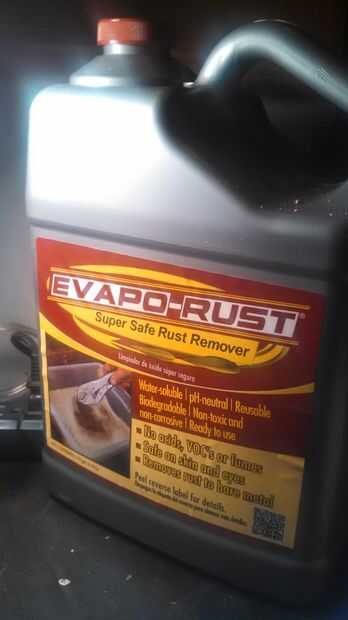 EVAPO-RUST®
Super Safe Rust Remover
Limpiador de óxido súper seguro
Water-soluble | pH-neutral | Reusable
Biodegradable | Non-toxic and
non-corrosive | Ready to use
■ No acids, VOC's or fumes
■ Safe on skin and eyes
■ Removes rust to bare metal
Peel reverse label for details.